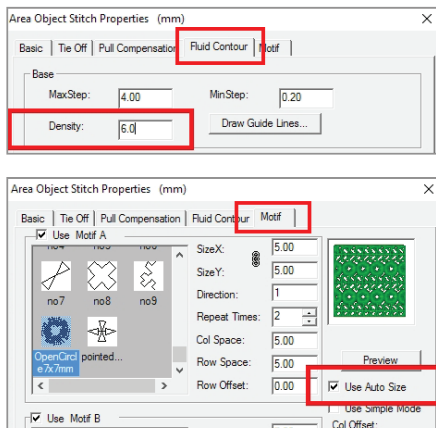 Area Object Stitch Properties (mm)
Basic Tie Off Pull Compensation Fluid Contour Motif
Base
MaxStep: 4.00 MinStep: 0.20
Density: 6.0 Draw Guide Lines...
Area Object Stitch Properties (mm)
Basic Tie Off Pull Compensation Fluid Contour Motif
Use Motif A
SizeX: 5.00
SizeY: 5.00
no7 no8 no9
Direction: 1
Repeat Times: 2
Col Space: 5.00
OpenCircl pointed...
e7x7mm
Row Space: 5.00 Preview
Row Offset: 0.00 Use Auto Size
Use Simple Mode
Use Motif B
Col Offset: